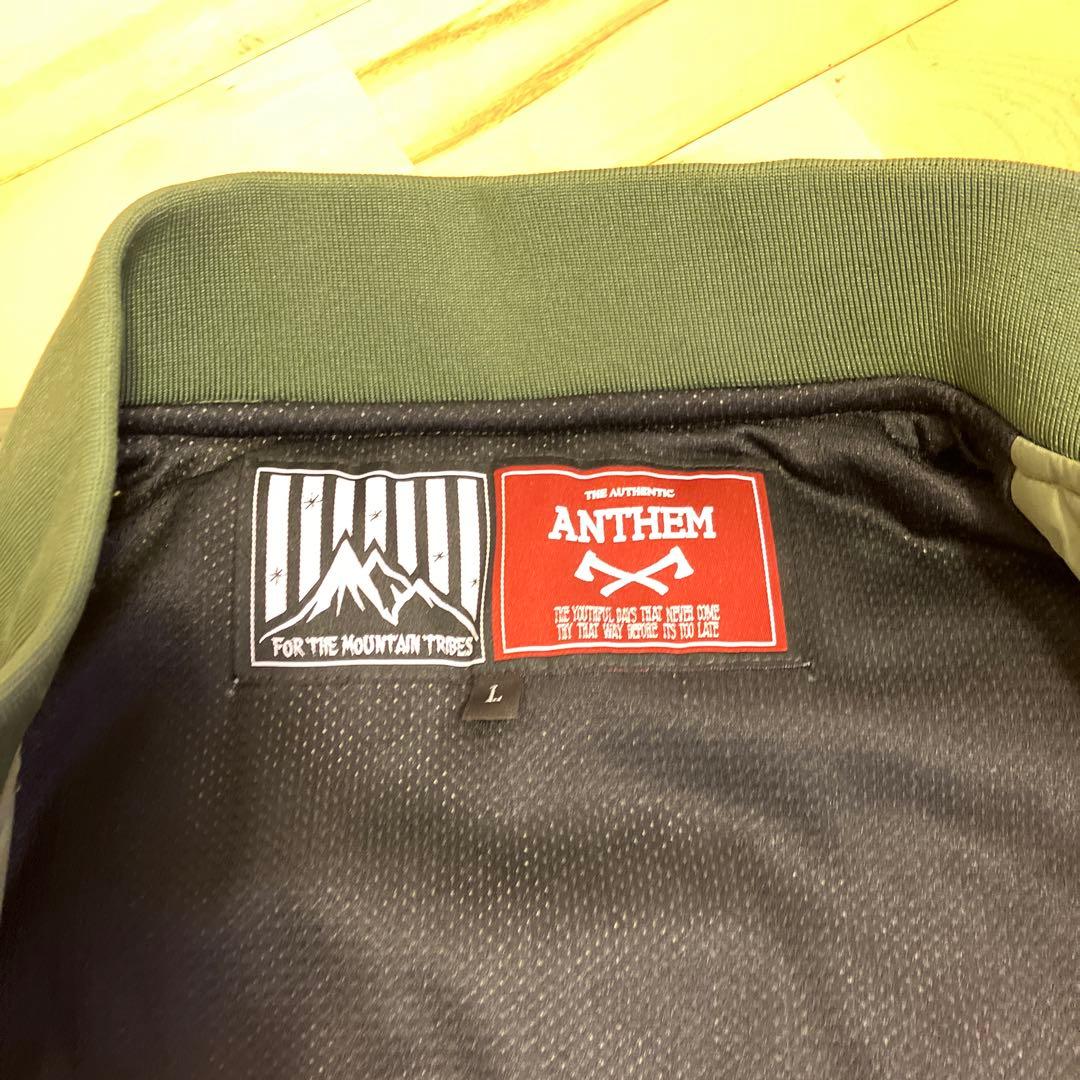 FOR THE MOUNTAIN TRIBES
THE AUTHENTIC
ANTHEM
THE YOUTHFUL DAYS THAT NEVER COME
TRY THAT WAY BEFORE ITS TOO LATE
L